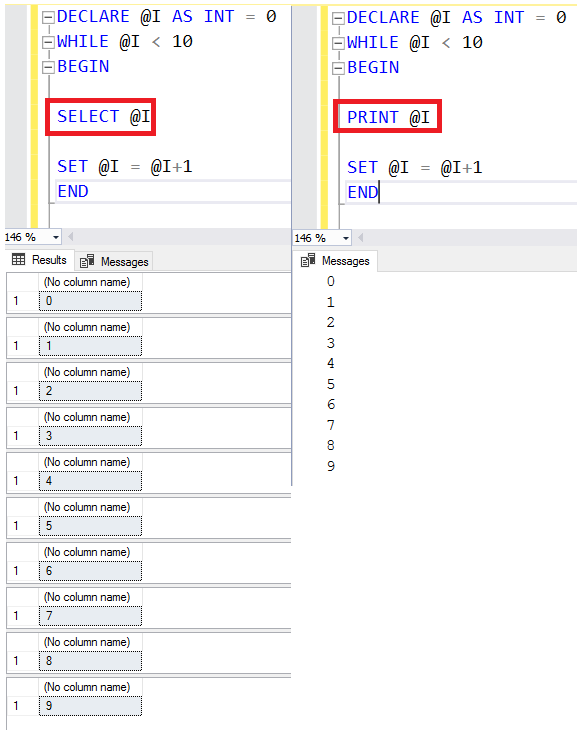 DECLARE @I AS INT = 0
WHILE @I < 10
BEGIN
SELECT @I
SET @I = @I+1
END
146 %
Results Messages
(No column name)
1 0
(No column name)
1 1
(No column name)
1 2
(No column name)
1 3
(No column name)
1 4
(No column name)
1 5
(No column name)
1 6
(No column name)
1 7
(No column name)
1 8
(No column name)
1 9
DECLARE @I AS INT = 0
WHILE @I < 10
BEGIN
PRINT @I
SET @I = @I+1
END
146 %
Messages
0
1
2
3
4
5
6
7
8
9